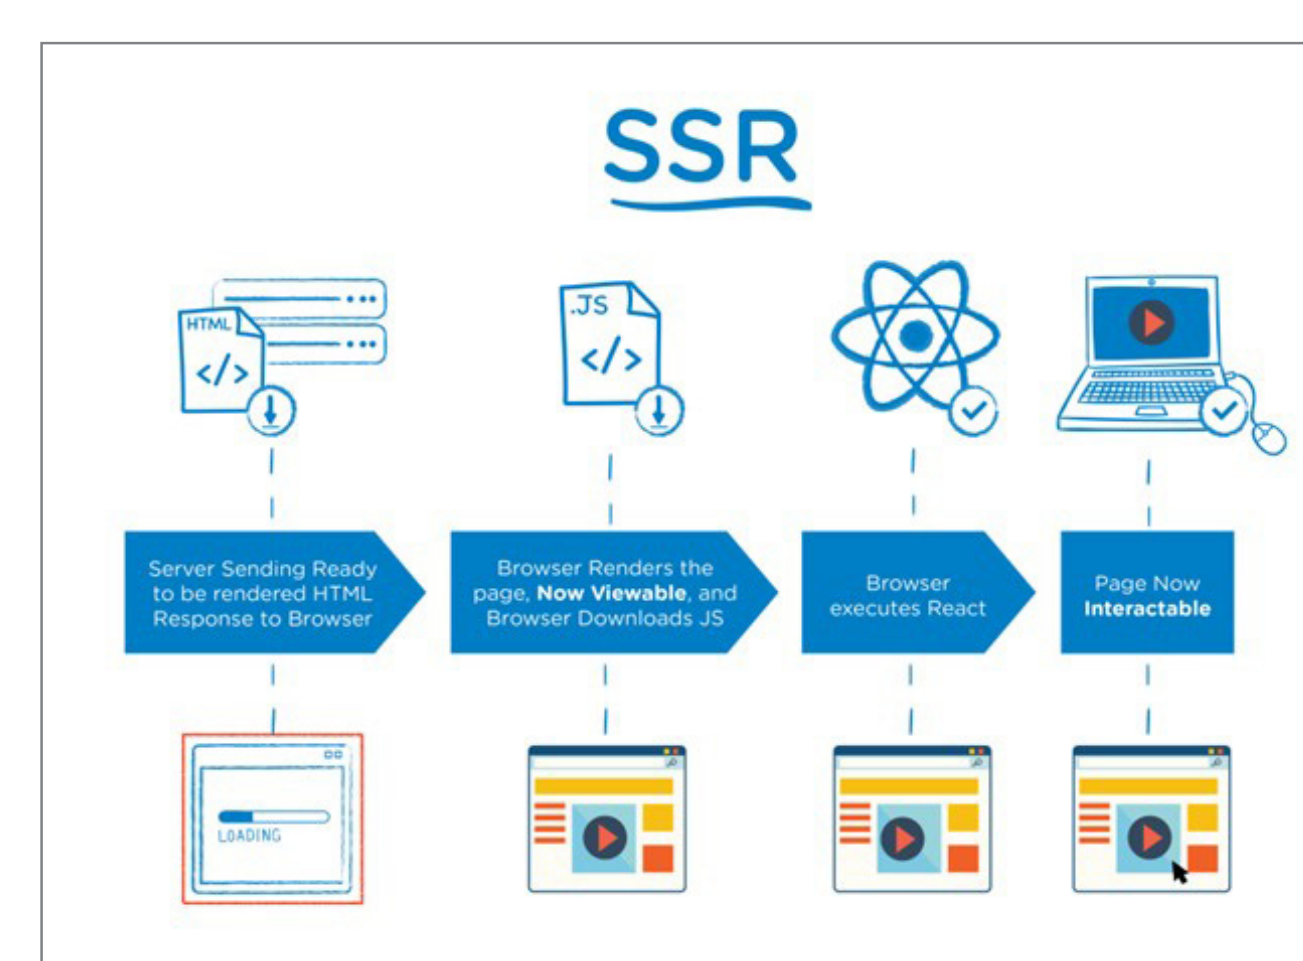 SSR
HTML
</>
.JS
</>
Server Sending Ready
to be rendered HTML
Response to Browser
Browser Renders the
page, Now Viewable, and
Browser Downloads JS
Browser
executes React
Page Now
Interactable
LOADING